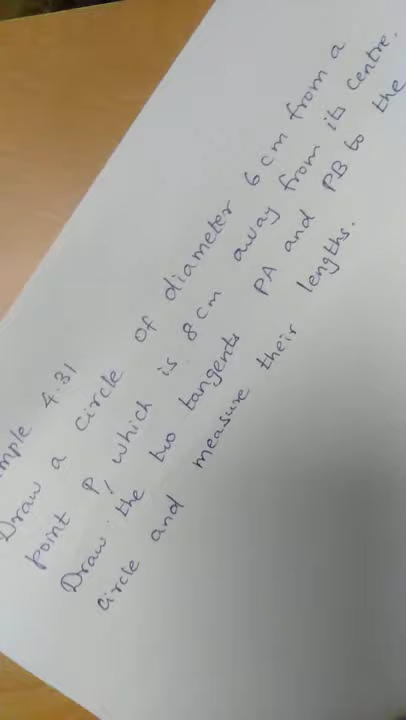 mple 4.31
Draw a circle of diameter 6 cm from a
point P, which is 8 cm away from its centre.
Draw the two tangents PA and PB to the
circle and measure their lengths.